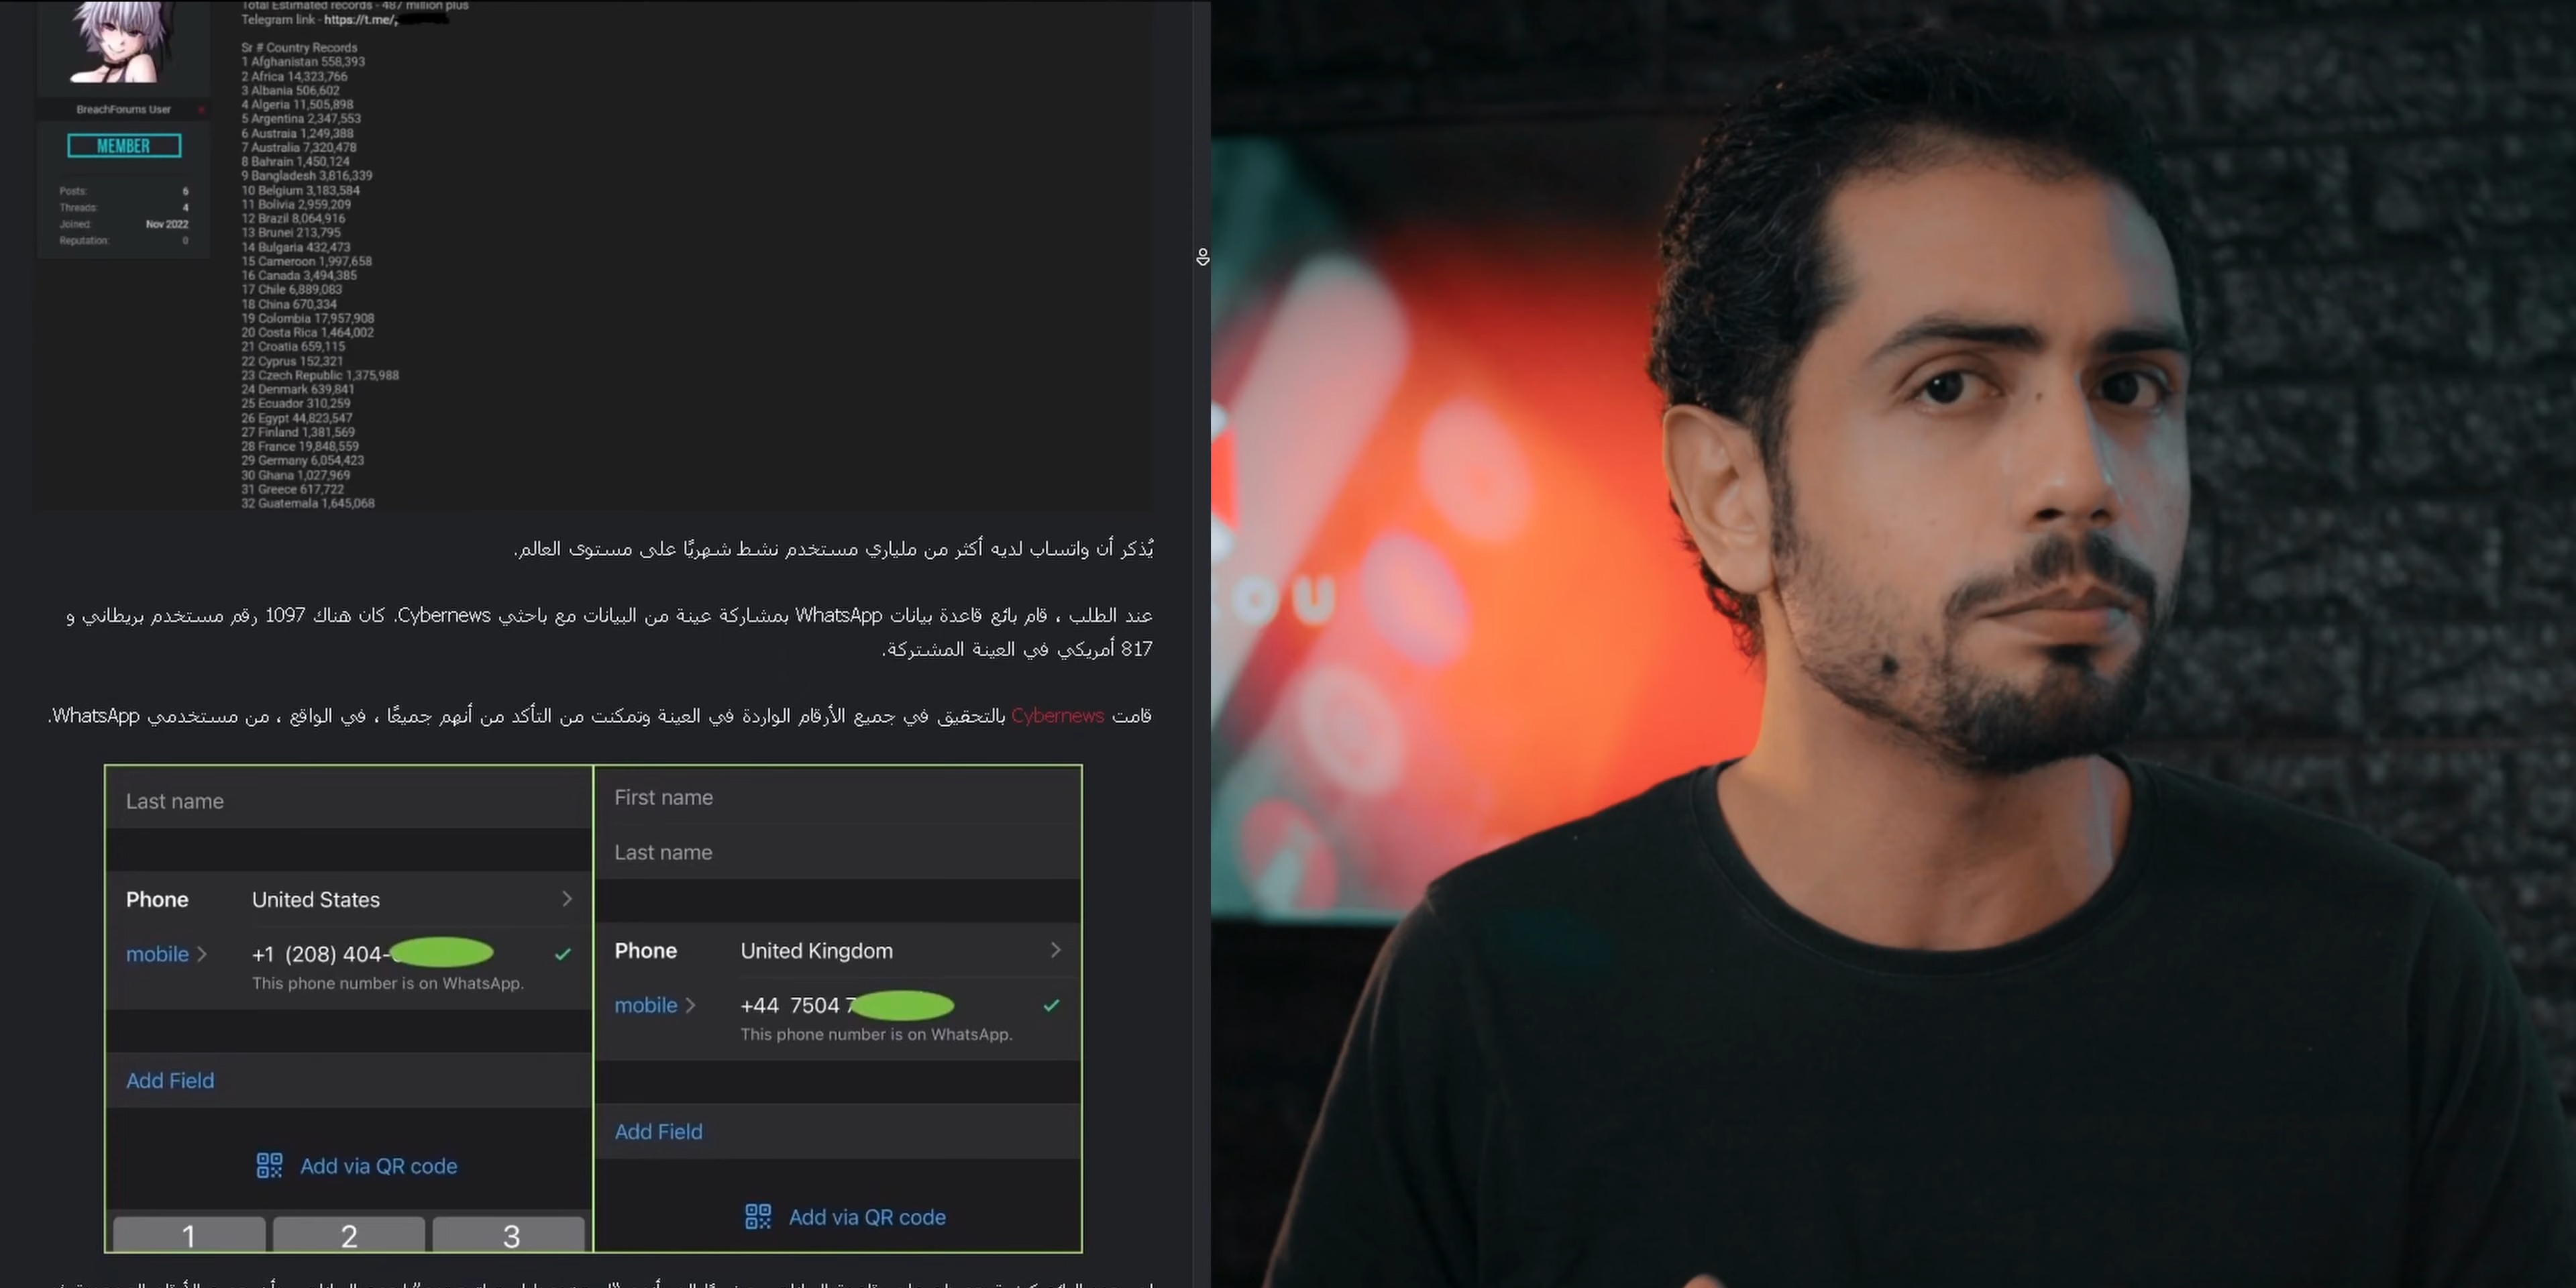 Total Estimated records - 487 million plus
Telegram link - https://t.me/
Sr # Country Records
1 Afghanistan 558,393
2 Africa 14,323,766
3 Albania 506,602
4 Algeria 11,505,898
5 Argentina 2,347,553
6 Austraia 1,249,388
7 Australia 7,320,478
8 Bahrain 1,450,124
9 Bangladesh 3,816,339
10 Belgium 3,183,584
11 Bolivia 2,959,209
12 Brazil 8,064,916
13 Brunei 213,795
14 Bulgaria 432,473
15 Cameroon 1,997,658
16 Canada 3,494,385
17 Chile 6,889,083
18 China 670,334
19 Colombia 17,957,908
20 Costa Rica 1,464,002
21 Croatia 659,115
22 Cyprus 152,321
23 Czech Republic 1,375,988
24 Denmark 639,841
25 Ecuador 310,259
26 Egypt 44,823,547
27 Finland 1,381,569
28 France 19,848,559
29 Germany 6,054,423
30 Ghana 1,027,969
31 Greece 617,722
32 Guatemala 1,645,068
BreachForums User
MEMBER
Posts: 6
Threads: 4
Joined: Nov 2022
Reputation: 0
يُذكر أن واتساب لديه أكثر من ملياري مستخدم نشط شهريًا على مستوى العالم.
عند الطلب ، قام بائع قاعدة بيانات WhatsApp بمشاركة عينة من البيانات مع باحثي Cybernews. كان هناك 1097 رقم مستخدم بريطاني و
817 أمريكي في العينة المشتركة.
قامت Cybernews بالتحقيق في جميع الأرقام الواردة في العينة وتمكنت من التأكد من أنهم جميعًا ، في الواقع ، من مستخدمي WhatsApp.
Last name
Phone United States
mobile +1 (208) 404-
This phone number is on WhatsApp.
Add Field
Add via QR code
1 2 3
First name
Last name
Phone United Kingdom
mobile +44 7504 7
This phone number is on WhatsApp.
Add Field
Add via QR code
OU